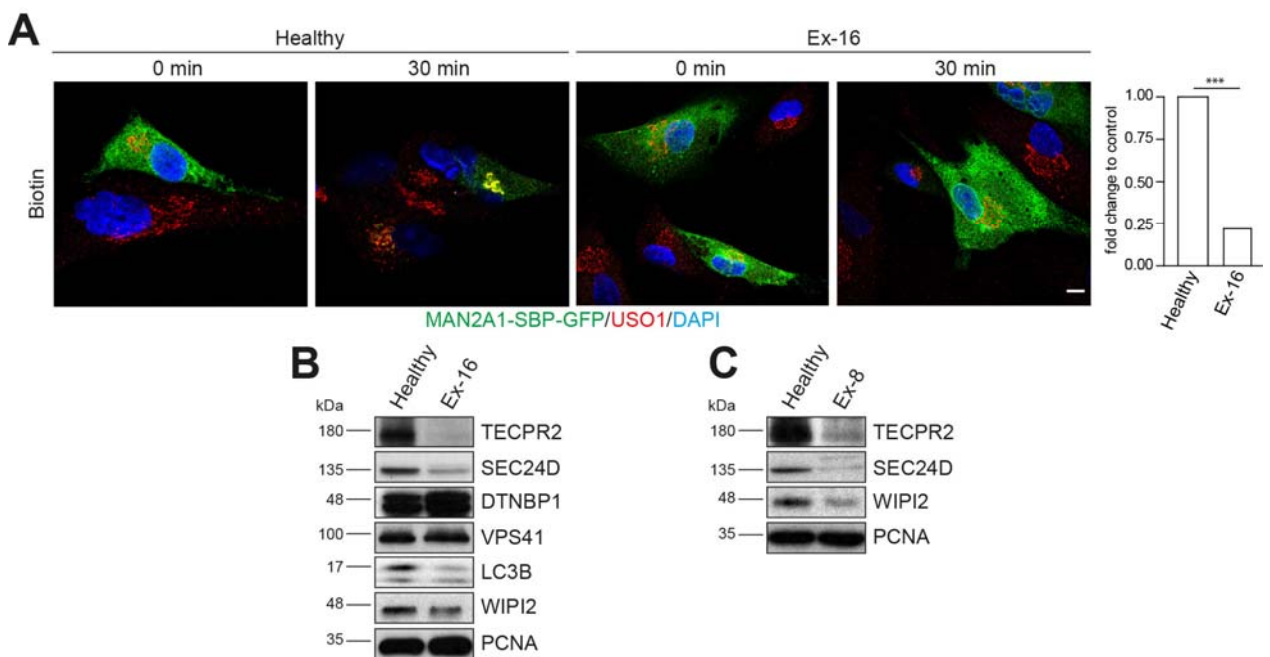 A
Healthy
Ex-16
0 min
30 min
0 min
30 min
Biotin
MAN2A1-SBP-GFP/USO1/DAPI
***
1.00
0.75
0.50
0.25
0.00
fold change to control
Healthy
Ex-16
B
Healthy
Ex-16
kDa
180
TECPR2
135
SEC24D
48
DTNBP1
100
VPS41
17
LC3B
48
WIPI2
35
PCNA
C
Healthy
Ex-8
kDa
180
TECPR2
135
SEC24D
48
WIPI2
35
PCNA